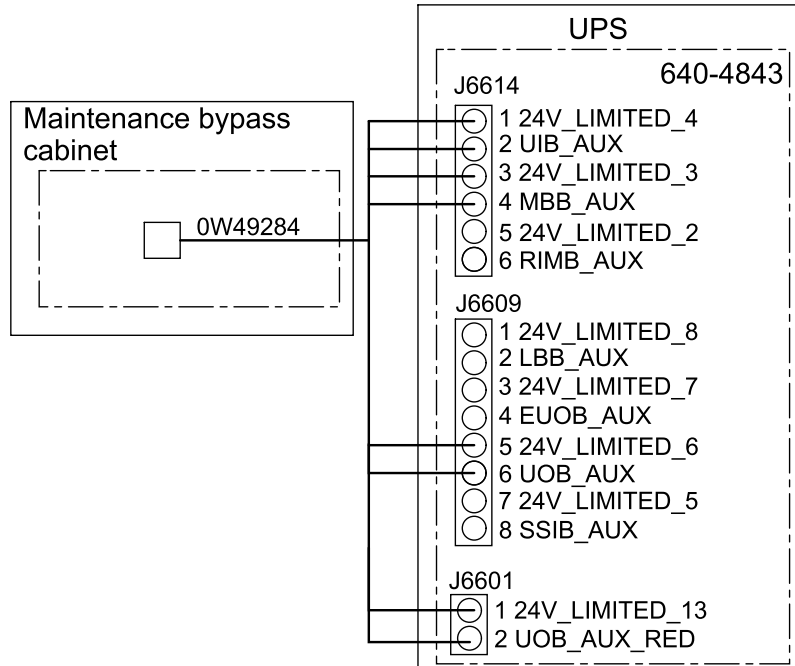 UPS
640-4843
Maintenance bypass
cabinet
0W49284
J6614
1 24V_LIMITED_4
2 UIB_AUX
3 24V_LIMITED_3
4 MBB_AUX
5 24V_LIMITED_2
6 RIMB_AUX
J6609
1 24V_LIMITED_8
2 LBB_AUX
3 24V_LIMITED_7
4 EUOB_AUX
5 24V_LIMITED_6
6 UOB_AUX
7 24V_LIMITED_5
8 SSIB_AUX
J6601
1 24V_LIMITED_13
2 UOB_AUX_RED